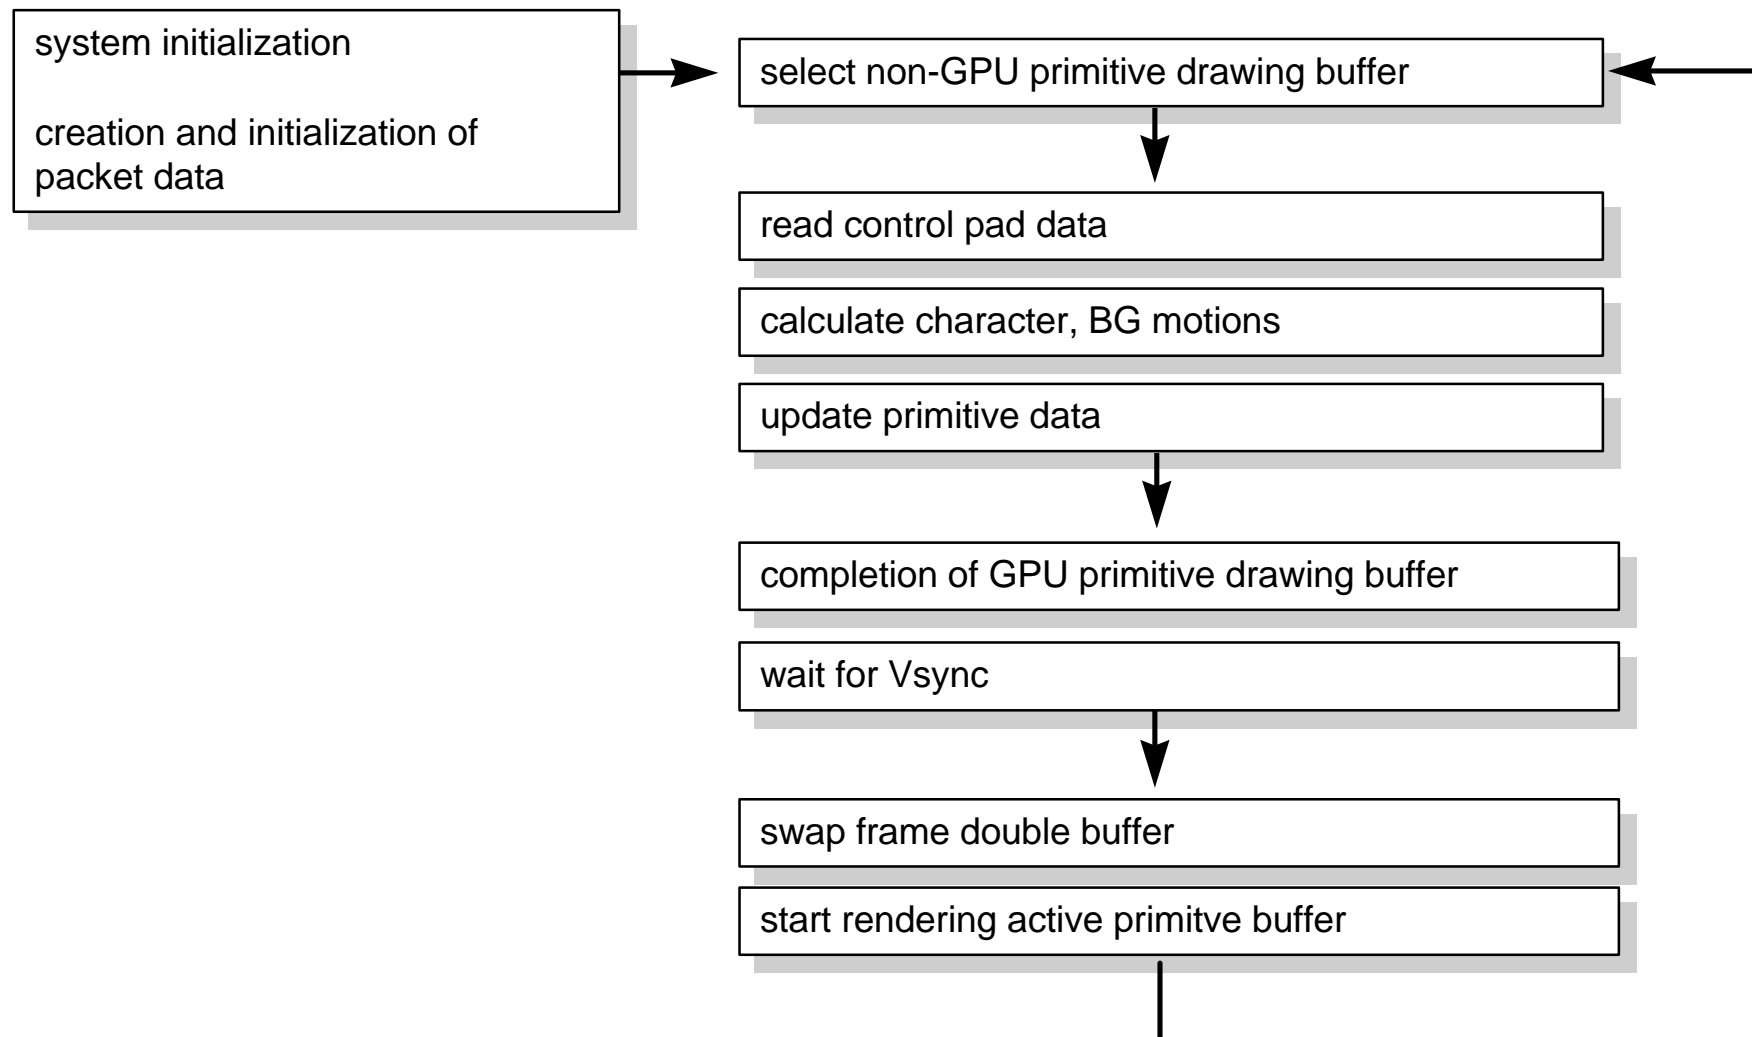 system initialization
creation and initialization of
packet data
select non-GPU primitive drawing buffer
read control pad data
calculate character, BG motions
update primitive data
completion of GPU primitive drawing buffer
wait for Vsync
swap frame double buffer
start rendering active primitve buffer